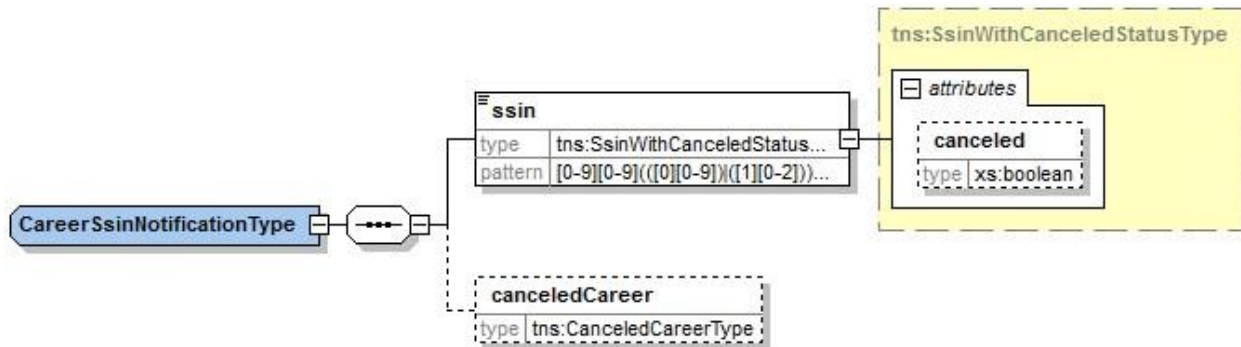 tns:SsinWithCanceledStatusType
attributes
ssin
type tns:SsinWithCanceledStatus...
pattern [0-9][0-9](([0][0-9])|([1][0-2]))...
canceled
type xs:boolean
CareerSsinNotificationType
canceledCareer
type tns:CanceledCareerType